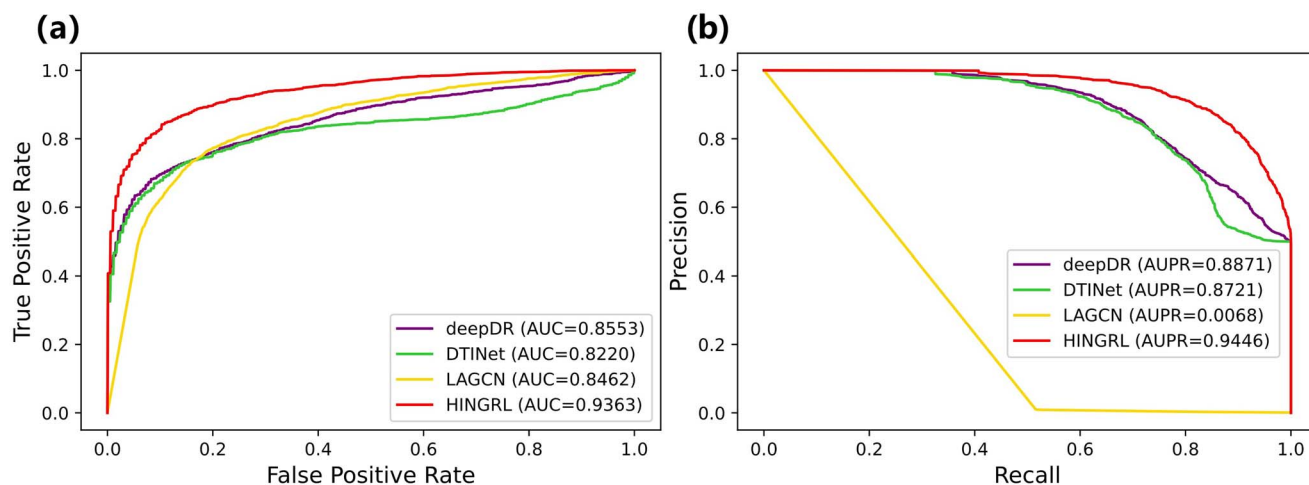 (a)
True Positive Rate
1.0
0.8
0.6
0.4
0.2
0.0
0.0 0.2 0.4 0.6 0.8 1.0
False Positive Rate
deepDR (AUC=0.8553)
DTINet (AUC=0.8220)
LAGCN (AUC=0.8462)
HINGRL (AUC=0.9363)
(b)
Precision
1.0
0.8
0.6
0.4
0.2
0.0
0.0 0.2 0.4 0.6 0.8 1.0
Recall
deepDR (AUPR=0.8871)
DTINet (AUPR=0.8721)
LAGCN (AUPR=0.0068)
HINGRL (AUPR=0.9446)